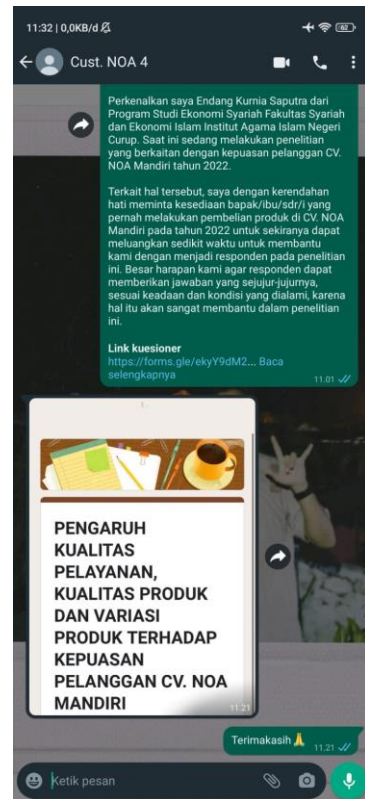 11:32 | 0,0KB/d
62
Cust. NOA 4
Perkenalkan saya Endang Kurnia Saputra dari
Program Studi Ekonomi Syariah Fakultas Syariah
dan Ekonomi Islam Institut Agama Islam Negeri
Curup. Saat ini sedang melakukan penelitian
yang berkaitan dengan kepuasan pelanggan CV.
NOA Mandiri tahun 2022.
Terkait hal tersebut, saya dengan kerendahan
hati meminta kesediaan bapak/ibu/sdr/i yang
pernah melakukan pembelian produk di CV. NOA
Mandiri pada tahun 2022 untuk sekiranya dapat
meluangkan sedikit waktu untuk membantu
kami dengan menjadi responden pada penelitian
ini. Besar harapan kami agar responden dapat
memberikan jawaban yang sejujur-jujurnya,
sesuai keadaan dan kondisi yang dialami, karena
hal itu akan sangat membantu dalam penelitian
ini.
Link kuesioner
https://forms.gle/ekyY9dM2... Baca
selengkapnya
11.01
PENGARUH
KUALITAS
PELAYANAN,
KUALITAS PRODUK
DAN VARIASI
PRODUK TERHADAP
KEPUASAN
PELANGGAN CV. NOA
MANDIRI
11.21
Terimakasih 🙏 11.21
Ketik pesan